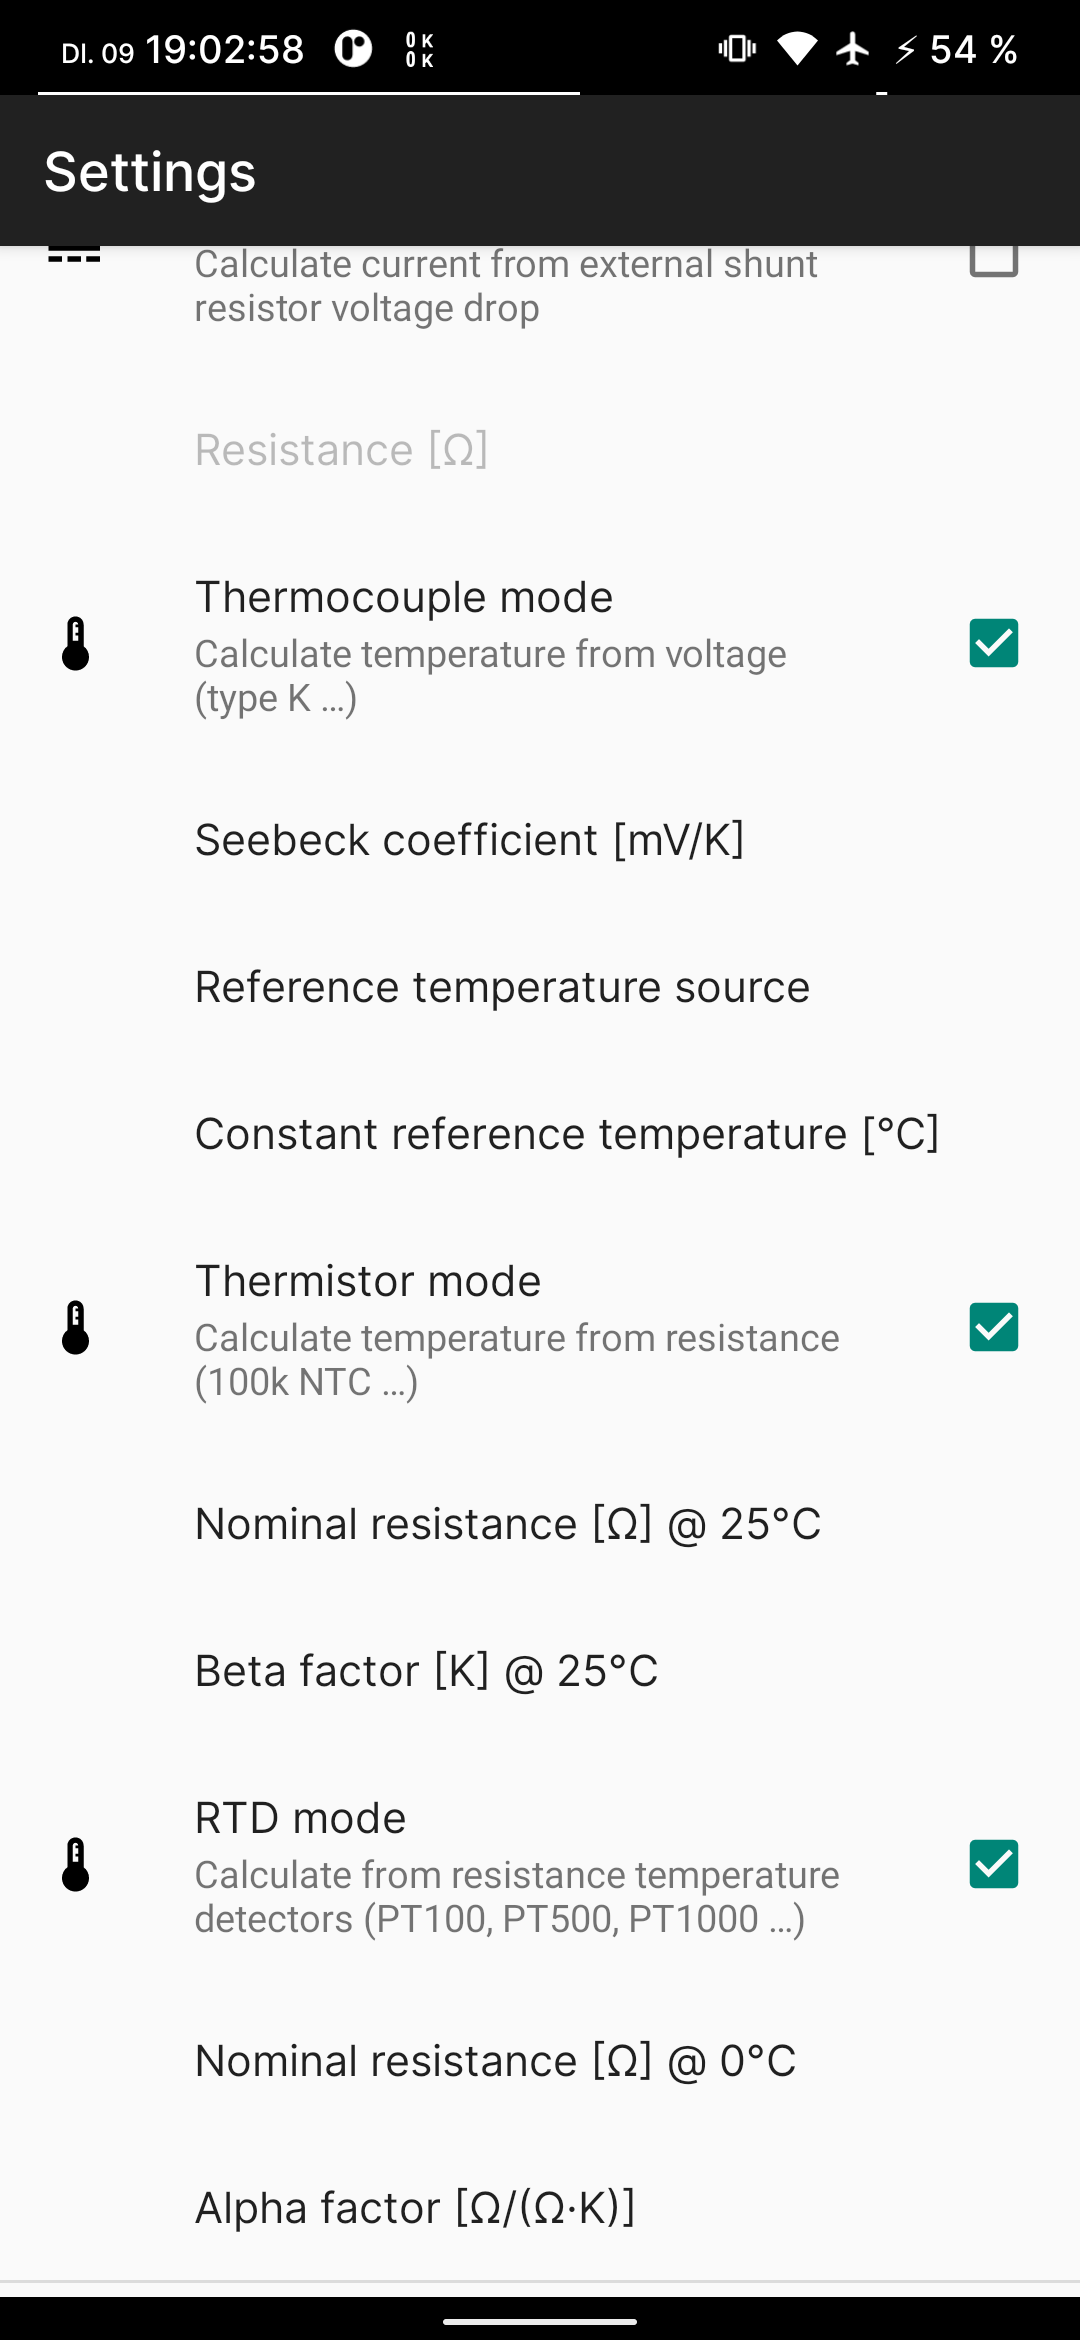 DI. 09 19:02:58 0 K 0 K 54 %
Settings
Calculate current from external shunt
resistor voltage drop
Resistance [Ω]
Thermocouple mode
Calculate temperature from voltage
(type K …)
Seebeck coefficient [mV/K]
Reference temperature source
Constant reference temperature [°C]
Thermistor mode
Calculate temperature from resistance
(100k NTC …)
Nominal resistance [Ω] @ 25°C
Beta factor [K] @ 25°C
RTD mode
Calculate from resistance temperature
detectors (PT100, PT500, PT1000 …)
Nominal resistance [Ω] @ 0°C
Alpha factor [Ω/(Ω·K)]